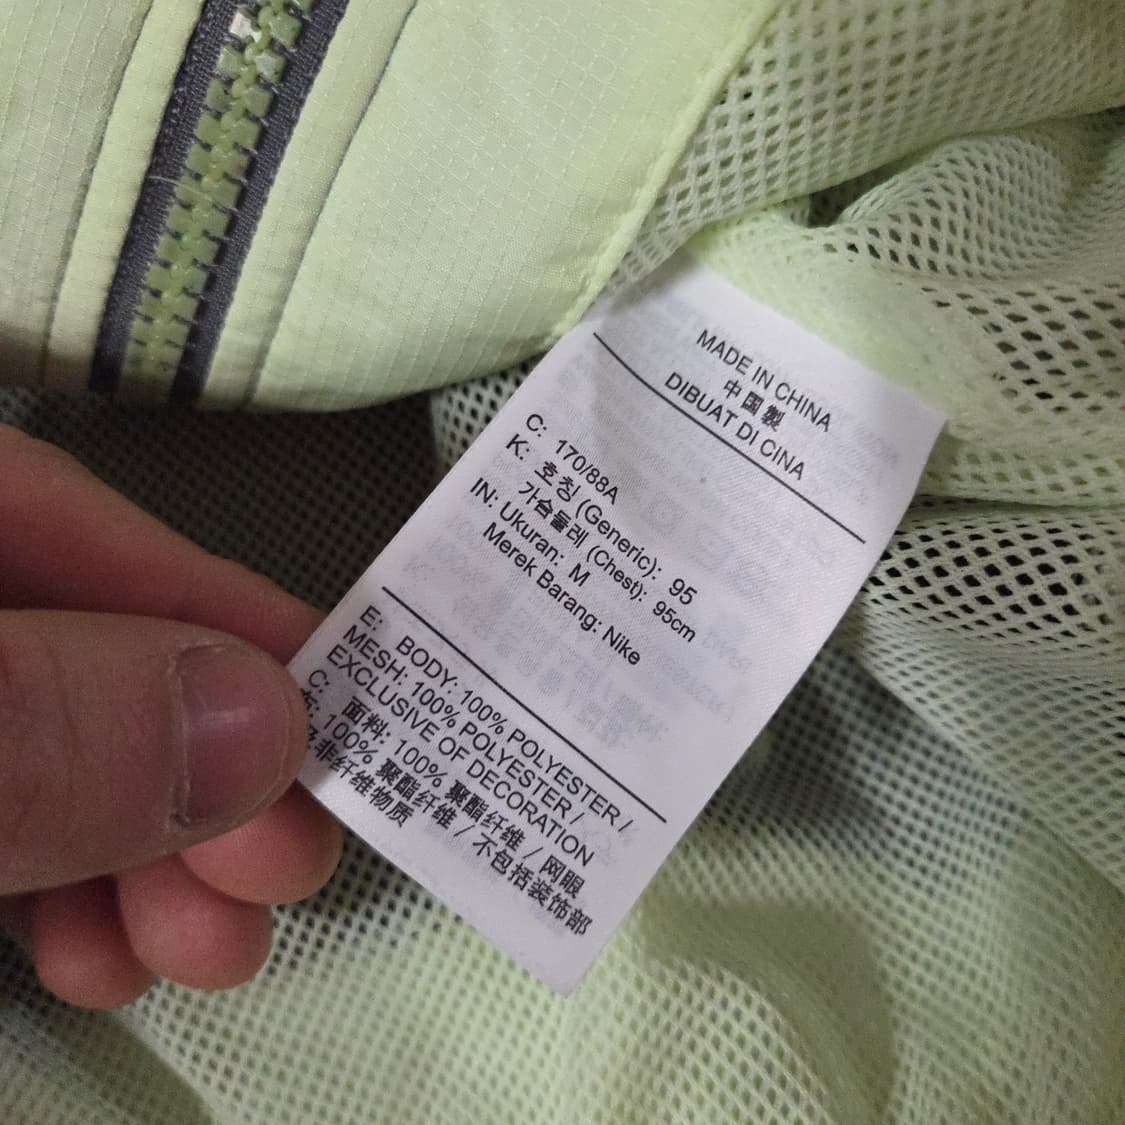 MADE IN CHINA
中国製
DIBUAT DI CINA
C: 170/88A
K: 호칭 (Generic): 95
가슴둘레 (Chest): 95cm
IN: Ukuran: M
Merek Barang: Nike
E: BODY: 100% POLYESTER /
MESH: 100% POLYESTER /
EXCLUSIVE OF DECORATION
C: 面料: 100% 聚酯纤维 / 网眼
布: 100% 聚酯纤维 / 不包括装饰部
非纤维物质